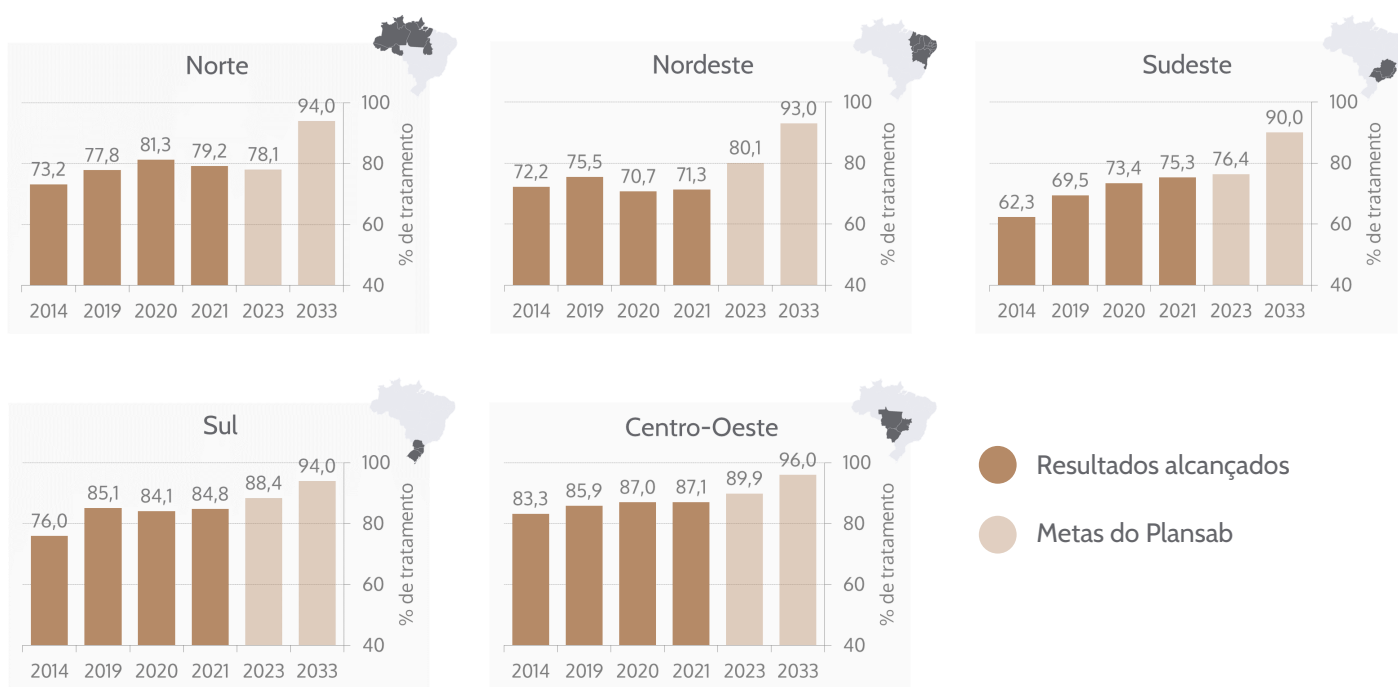 Norte
73,2 77,8 81,3 79,2 78,1 94,0
100
80
60
40
% de tratamento
2014 2019 2020 2021 2023 2033
Nordeste
72,2 75,5 70,7 71,3 80,1 93,0
100
80
60
40
% de tratamento
2014 2019 2020 2021 2023 2033
Sudeste
62,3 69,5 73,4 75,3 76,4 90,0
100
80
60
40
% de tratamento
2014 2019 2020 2021 2023 2033
Sul
76,0 85,1 84,1 84,8 88,4 94,0
100
80
60
40
% de tratamento
2014 2019 2020 2021 2023 2033
Centro-Oeste
83,3 85,9 87,0 87,1 89,9 96,0
100
80
60
40
% de tratamento
2014 2019 2020 2021 2023 2033
Resultados alcançados
Metas do Plansab